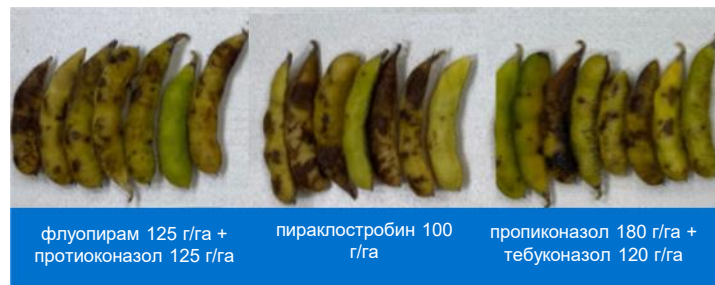 флуопирам 125 г/га +
протиоконазол 125 г/га
пираклостробин 100
г/га
пропиконазол 180 г/га +
тебуконазол 120 г/га